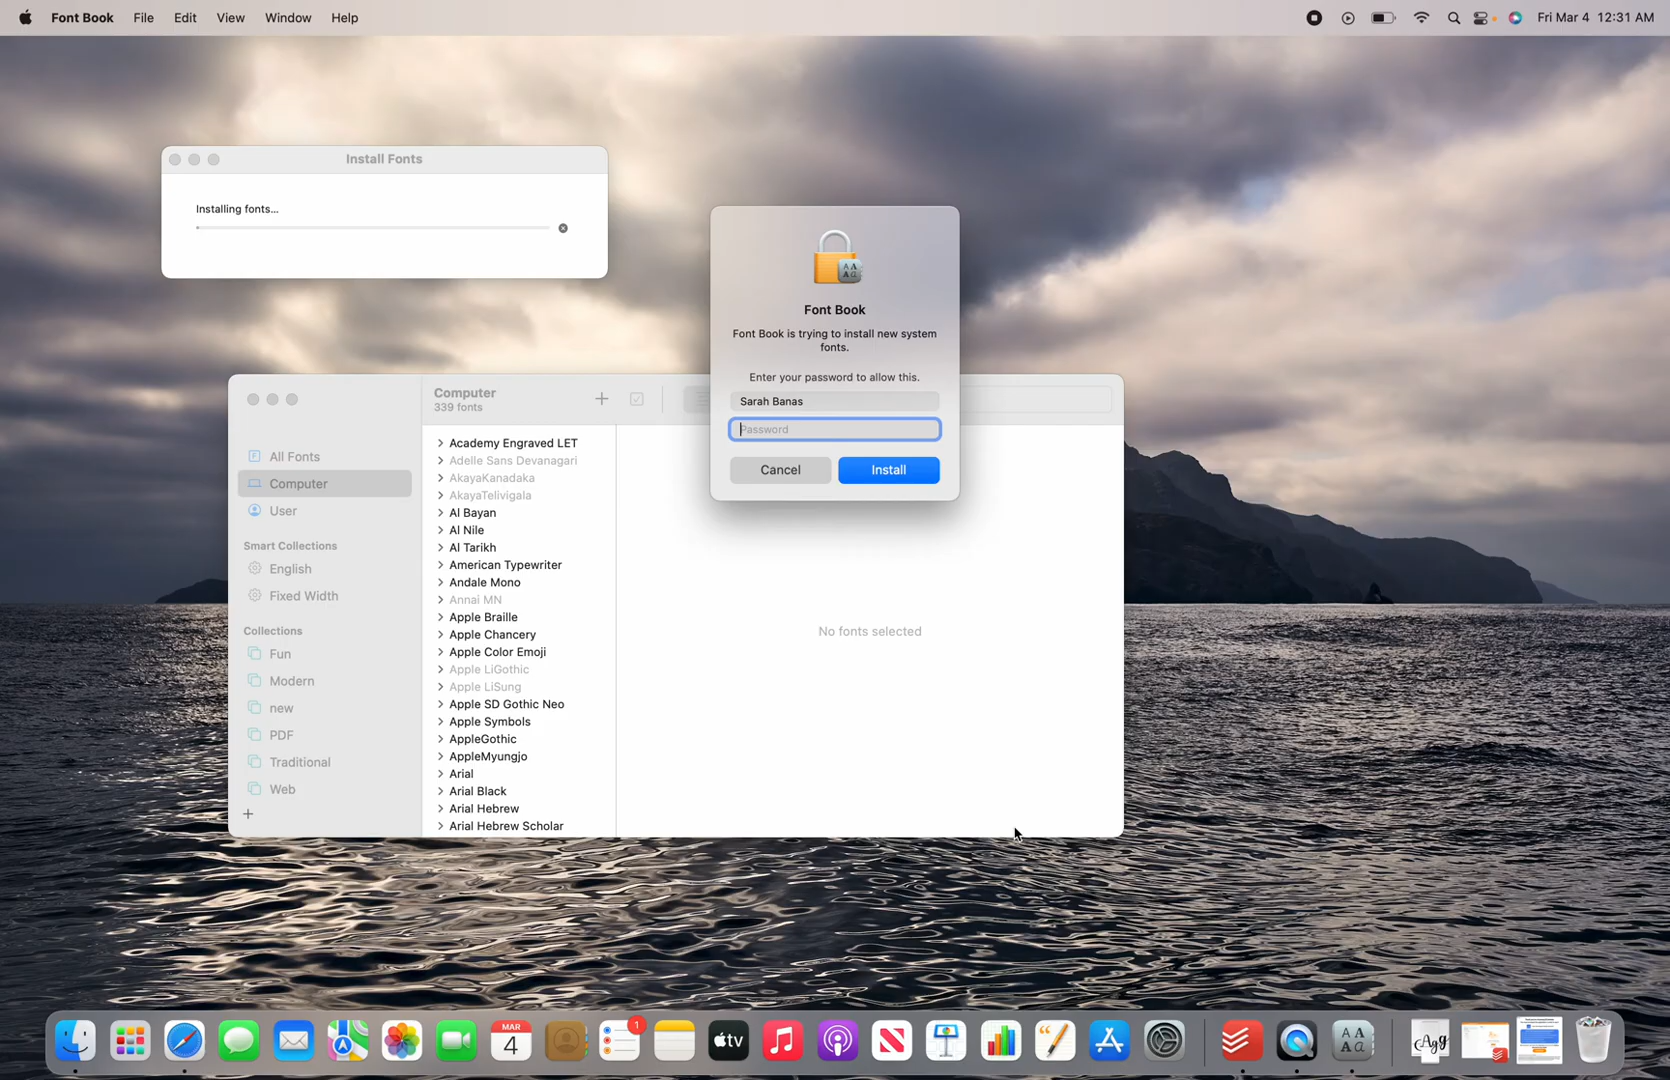 Font Book File Edit View Window Help Fri Mar 4 12:31 AM
Install Fonts
Installing fonts...
Font Book
Font Book is trying to install new system
fonts.
Enter your password to allow this.
Sarah Banas
Password
Cancel Install
Computer
339 fonts
All Fonts
Computer
User
Smart Collections
English
Fixed Width
Collections
Fun
Modern
new
PDF
Traditional
Web
Academy Engraved LET
Adelle Sans Devanagari
AkayaKanadaka
AkayaTelivigala
Al Bayan
Al Nile
Al Tarikh
American Typewriter
Andale Mono
Annai MN
Apple Braille
Apple Chancery
Apple Color Emoji
Apple LiGothic
Apple LiSung
Apple SD Gothic Neo
Apple Symbols
AppleGothic
AppleMyungjo
Arial
Arial Black
Arial Hebrew
Arial Hebrew Scholar
No fonts selected
MAR
4
1
tv